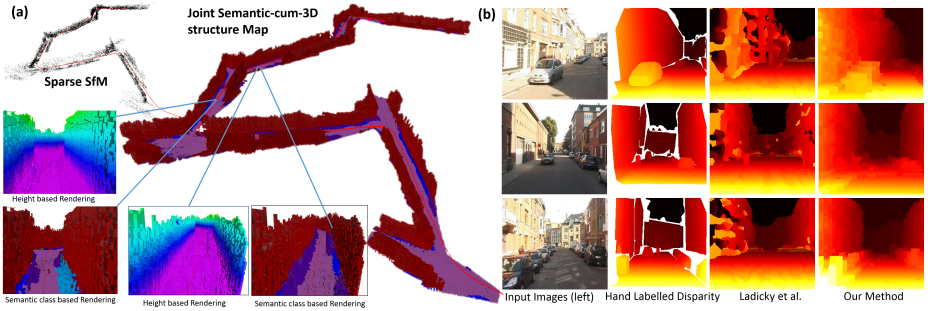 (a)
Joint Semantic-cum-3D
structure Map
Sparse SfM
Height based Rendering
Semantic class based Rendering
Height based Rendering
Semantic class based Rendering
(b)
Input Images (left)
Hand Labelled Disparity
Ladicky et al.
Our Method